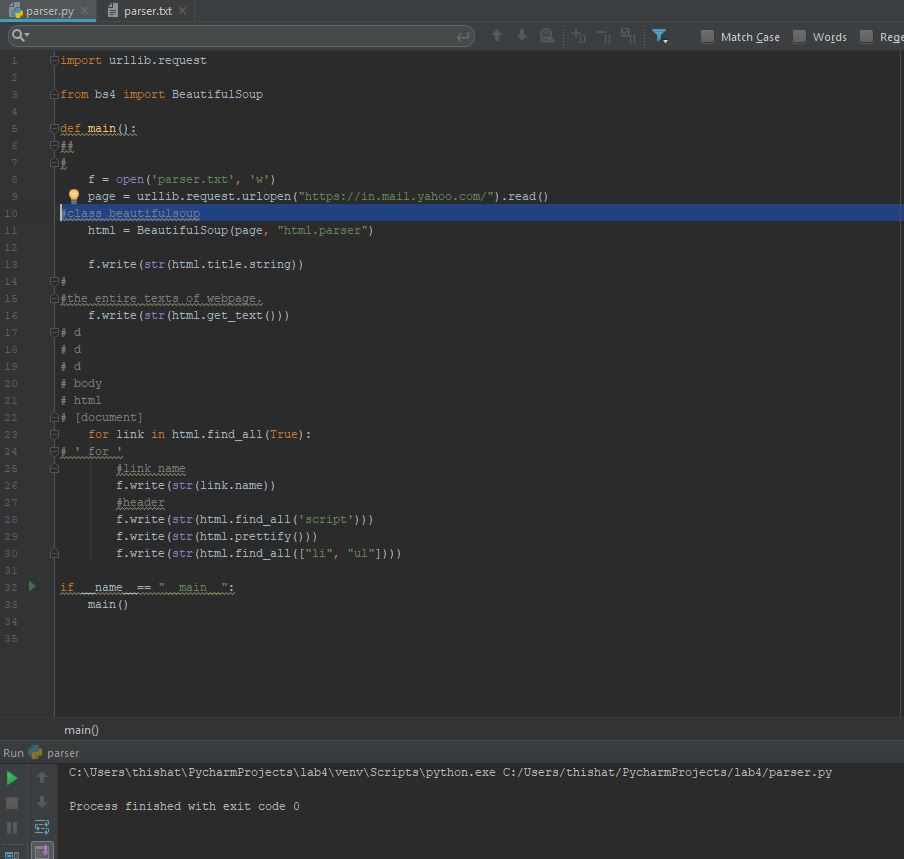 parser.py
parser.txt
Match Case
Words
Rege
1 import urllib.request
2
3 from bs4 import BeautifulSoup
4
5 def main():
6 ##
7 #
8 f = open('parser.txt', 'w')
9 page = urllib.request.urlopen("https://in.mail.yahoo.com/").read()
10 #class beautifulsoup
11 html = BeautifulSoup(page, "html.parser")
12
13 f.write(str(html.title.string))
14 #
15 #the entire texts of webpage.
16 f.write(str(html.get_text()))
17 # d
18 # d
19 # d
20 # body
21 # html
22 # [document]
23 for link in html.find_all(True):
24 # ' for '
25 #link name
26 f.write(str(link.name))
27 #header
28 f.write(str(html.find_all('script')))
29 f.write(str(html.prettify()))
30 f.write(str(html.find_all(["li", "ul"])))
31
32 if __name__== "__main__":
33 main()
34
35
main()
Run parser
C:\Users\thishat\PycharmProjects\lab4\venv\Scripts\python.exe C:/Users/thishat/PycharmProjects/lab4/parser.py
Process finished with exit code 0